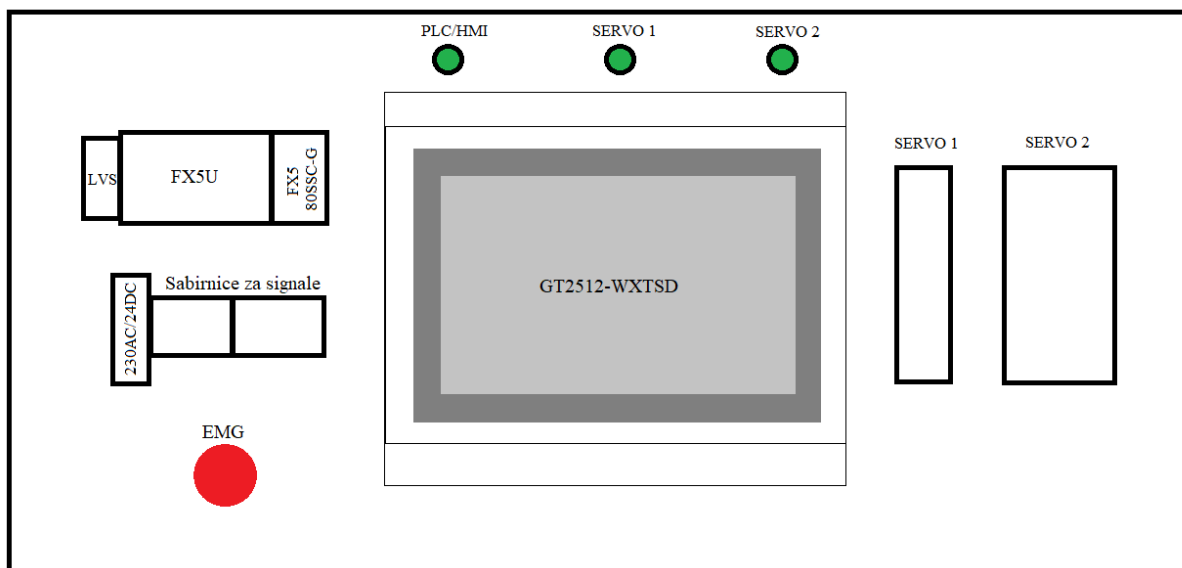 PLC/HMI
SERVO 1
SERVO 2
LVS
FX5U
FX5
80SSC-G
SERVO 1
SERVO 2
GT2512-WXTSD
Sabirnice za signale
230AC/24DC
EMG